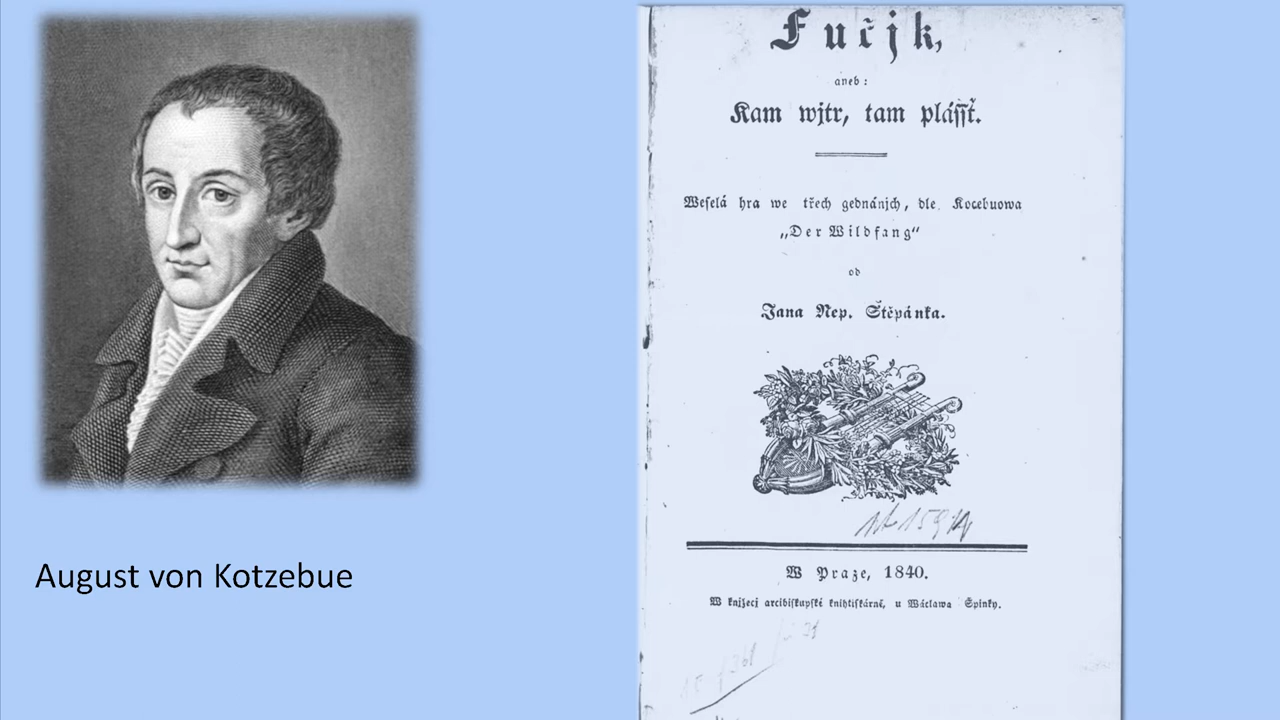 August von Kotzebue
Fučjk,
aneb:
Kam wjtr, tam plášť.
Weselá hra we třech gednánjch, dle Kocebuowa
„Der Wildfang“
od
Jana Nep. Štěpánka.
W Praze, 1840.
W knjžecj arcibiskupské knihtiskárně, u Wáclawa Špinky.